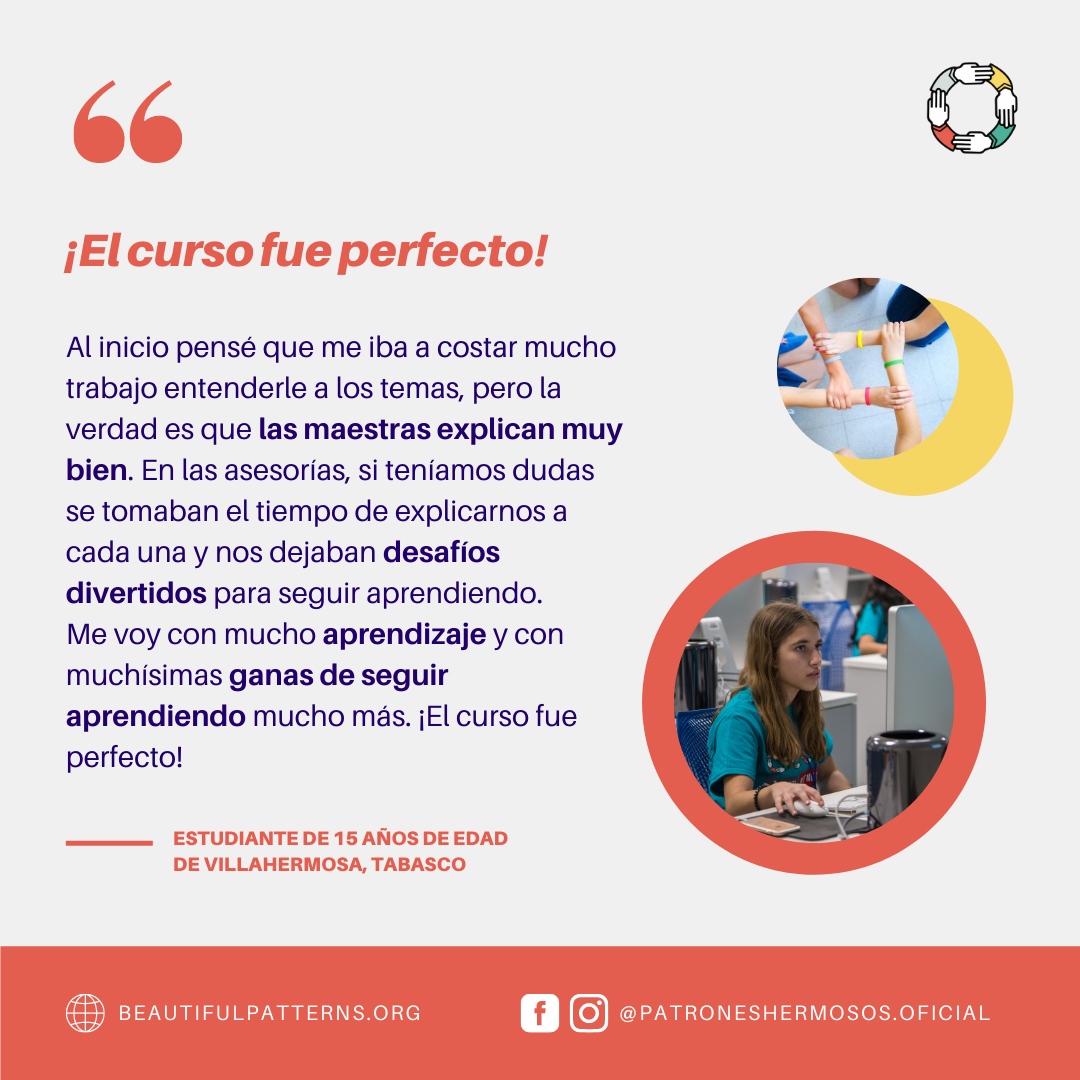 ¡El curso fue perfecto!
Al inicio pensé que me iba a costar mucho
trabajo entenderle a los temas, pero la
verdad es que las maestras explican muy
bien. En las asesorías, si teníamos dudas
se tomaban el tiempo de explicarnos a
cada una y nos dejaban desafíos
divertidos para seguir aprendiendo.
Me voy con mucho aprendizaje y con
muchísimas ganas de seguir
aprendiendo mucho más. ¡El curso fue
perfecto!
ESTUDIANTE DE 15 AÑOS DE EDAD
DE VILLAHERMOSA, TABASCO
BEAUTIFULPATTERNS.ORG
@PATRONESHERMOSOS.OFICIAL